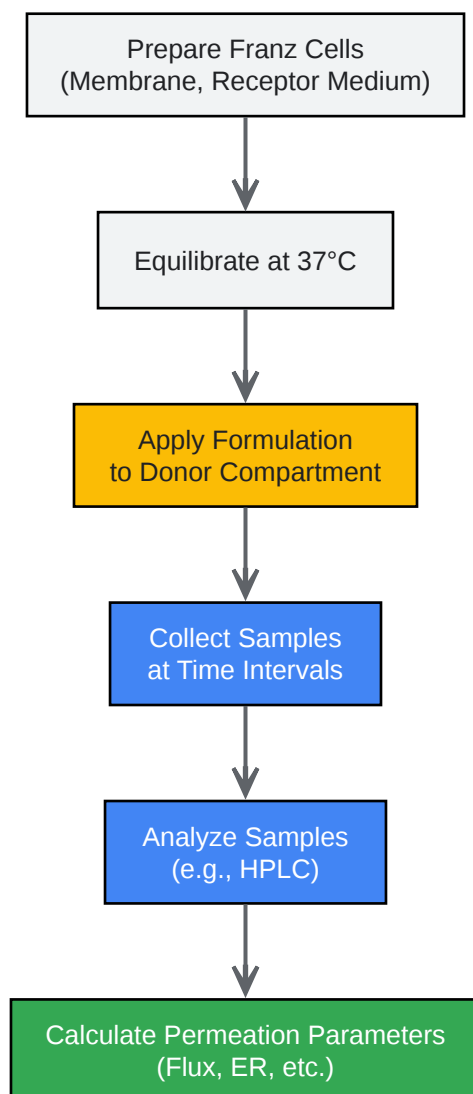 Prepare Franz Cells
(Membrane, Receptor Medium)
Equilibrate at 37°C
Apply Formulation
to Donor Compartment
Collect Samples
at Time Intervals
Analyze Samples
(e.g., HPLC)
Calculate Permeation Parameters
(Flux, ER, etc.)